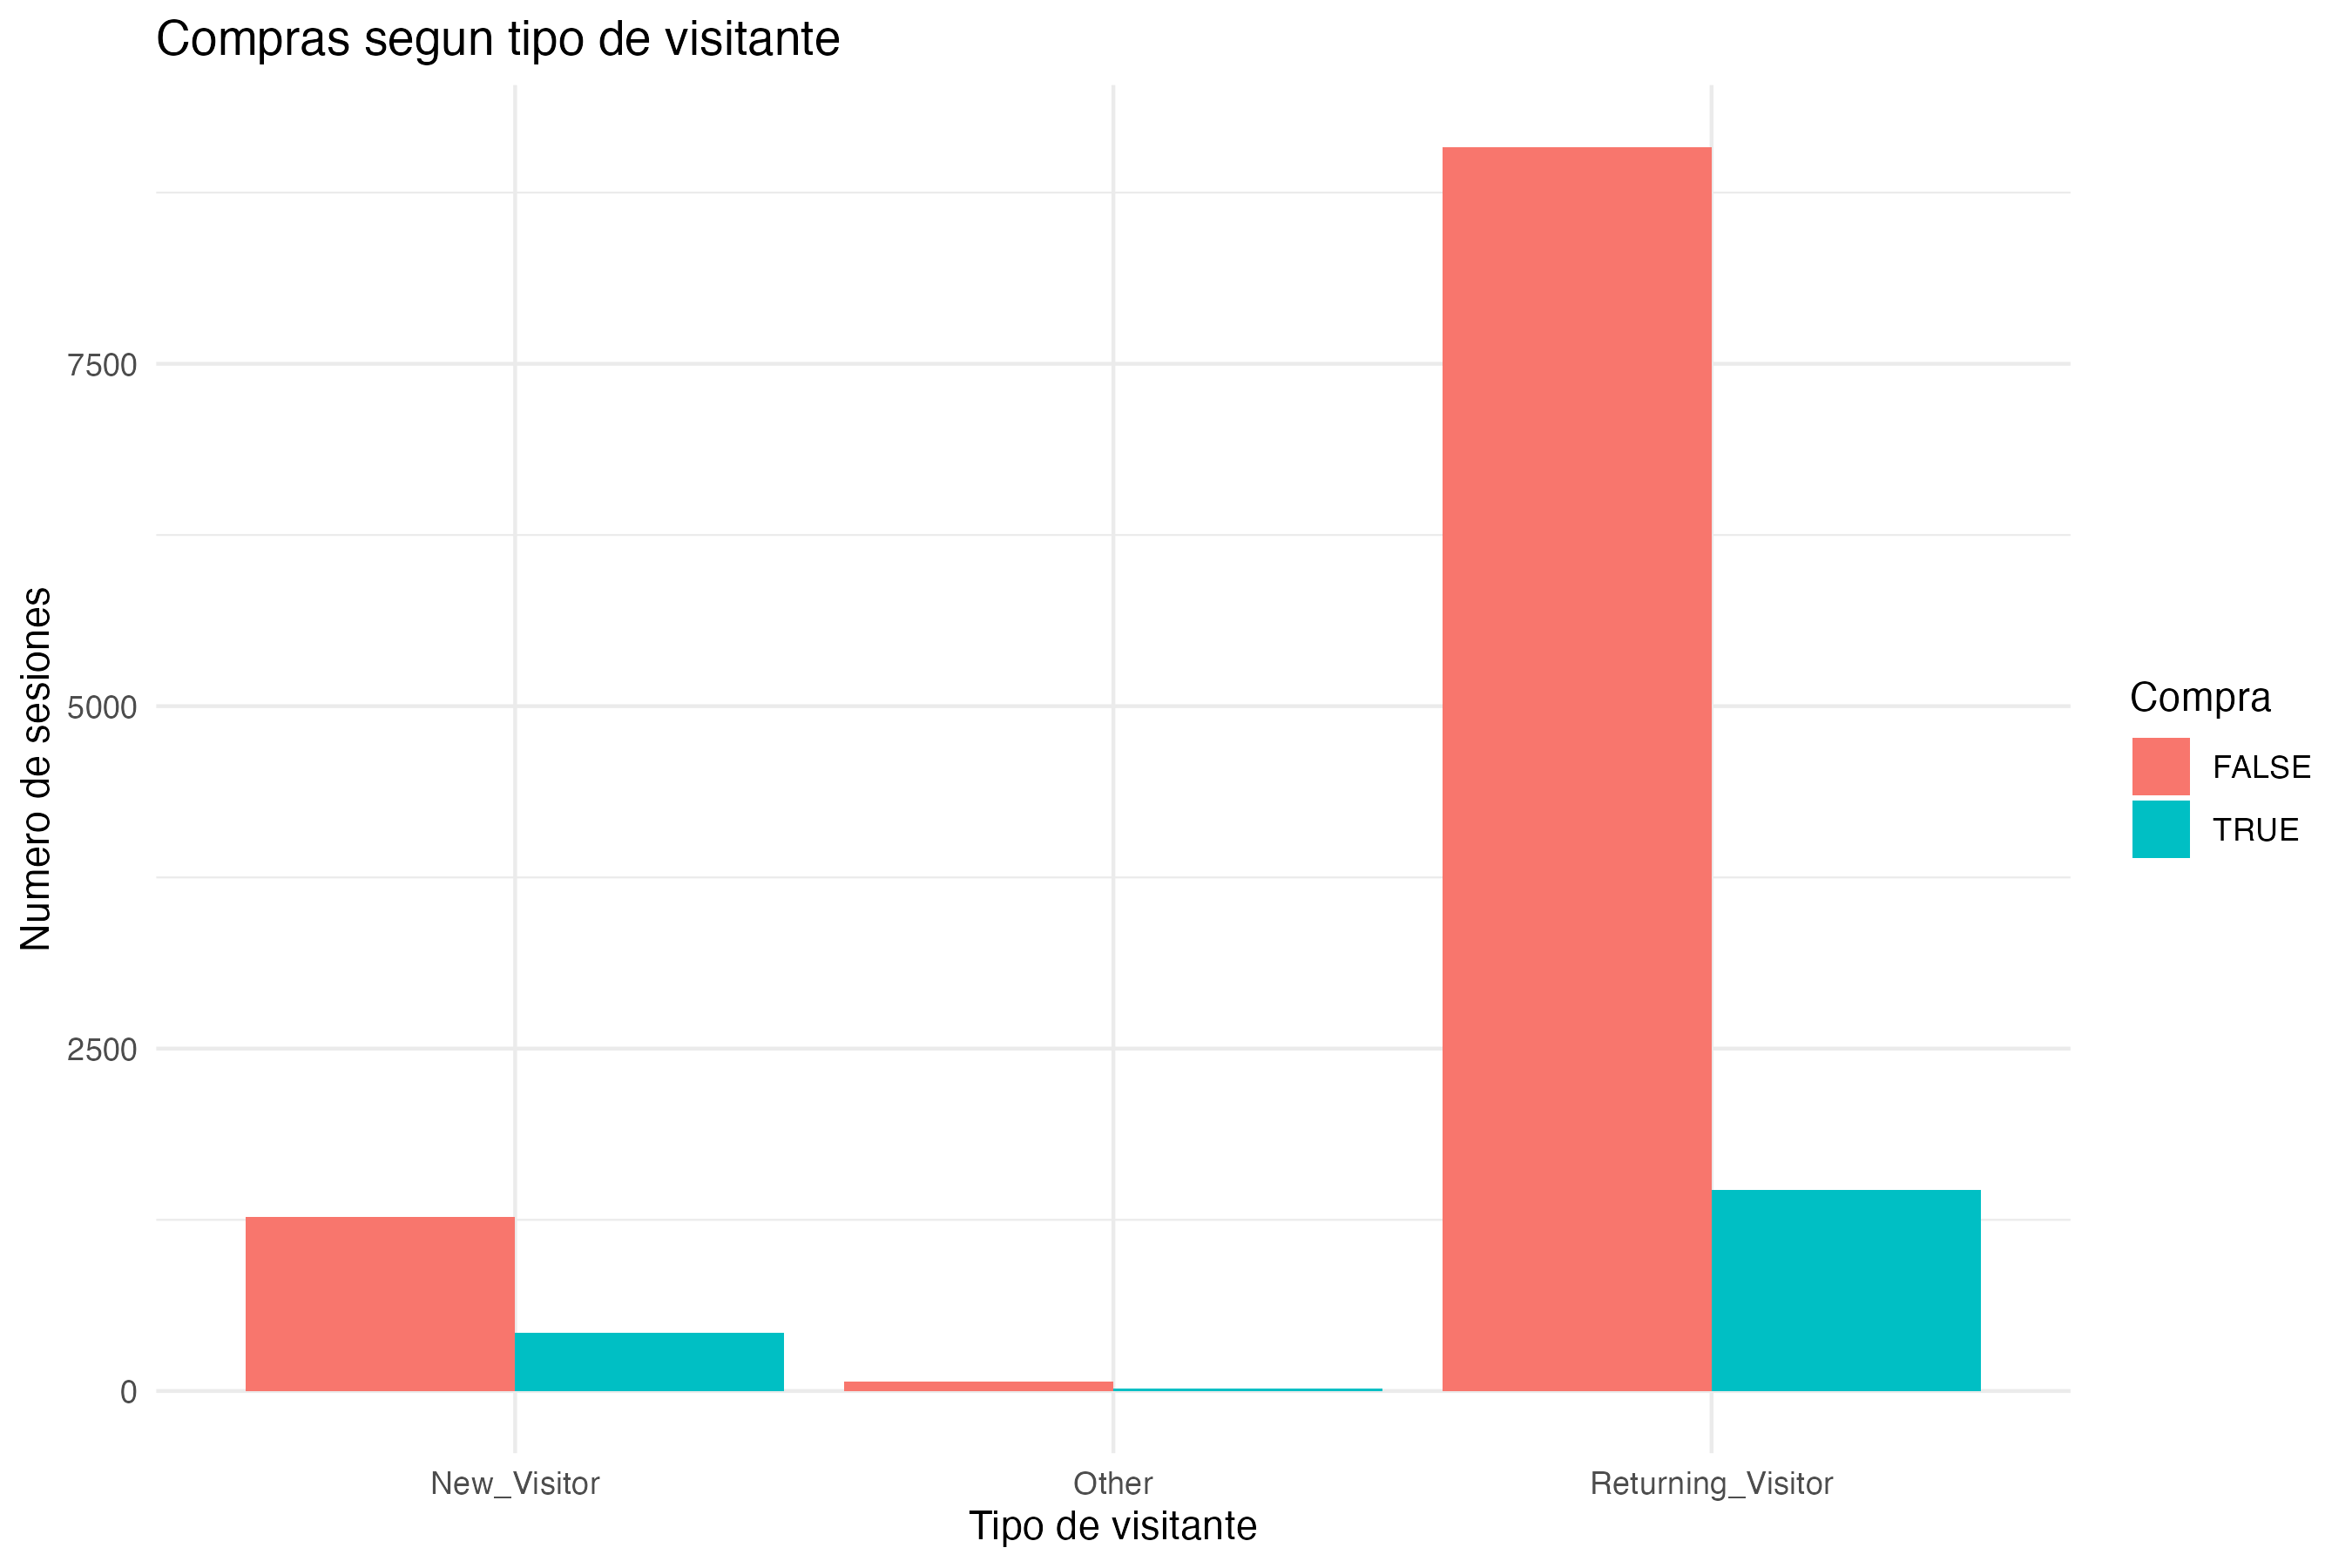 Compras segun tipo de visitante
Numero de sesiones
7500
5000
2500
0
New_Visitor
Other
Returning_Visitor
Tipo de visitante
Compra
FALSE
TRUE